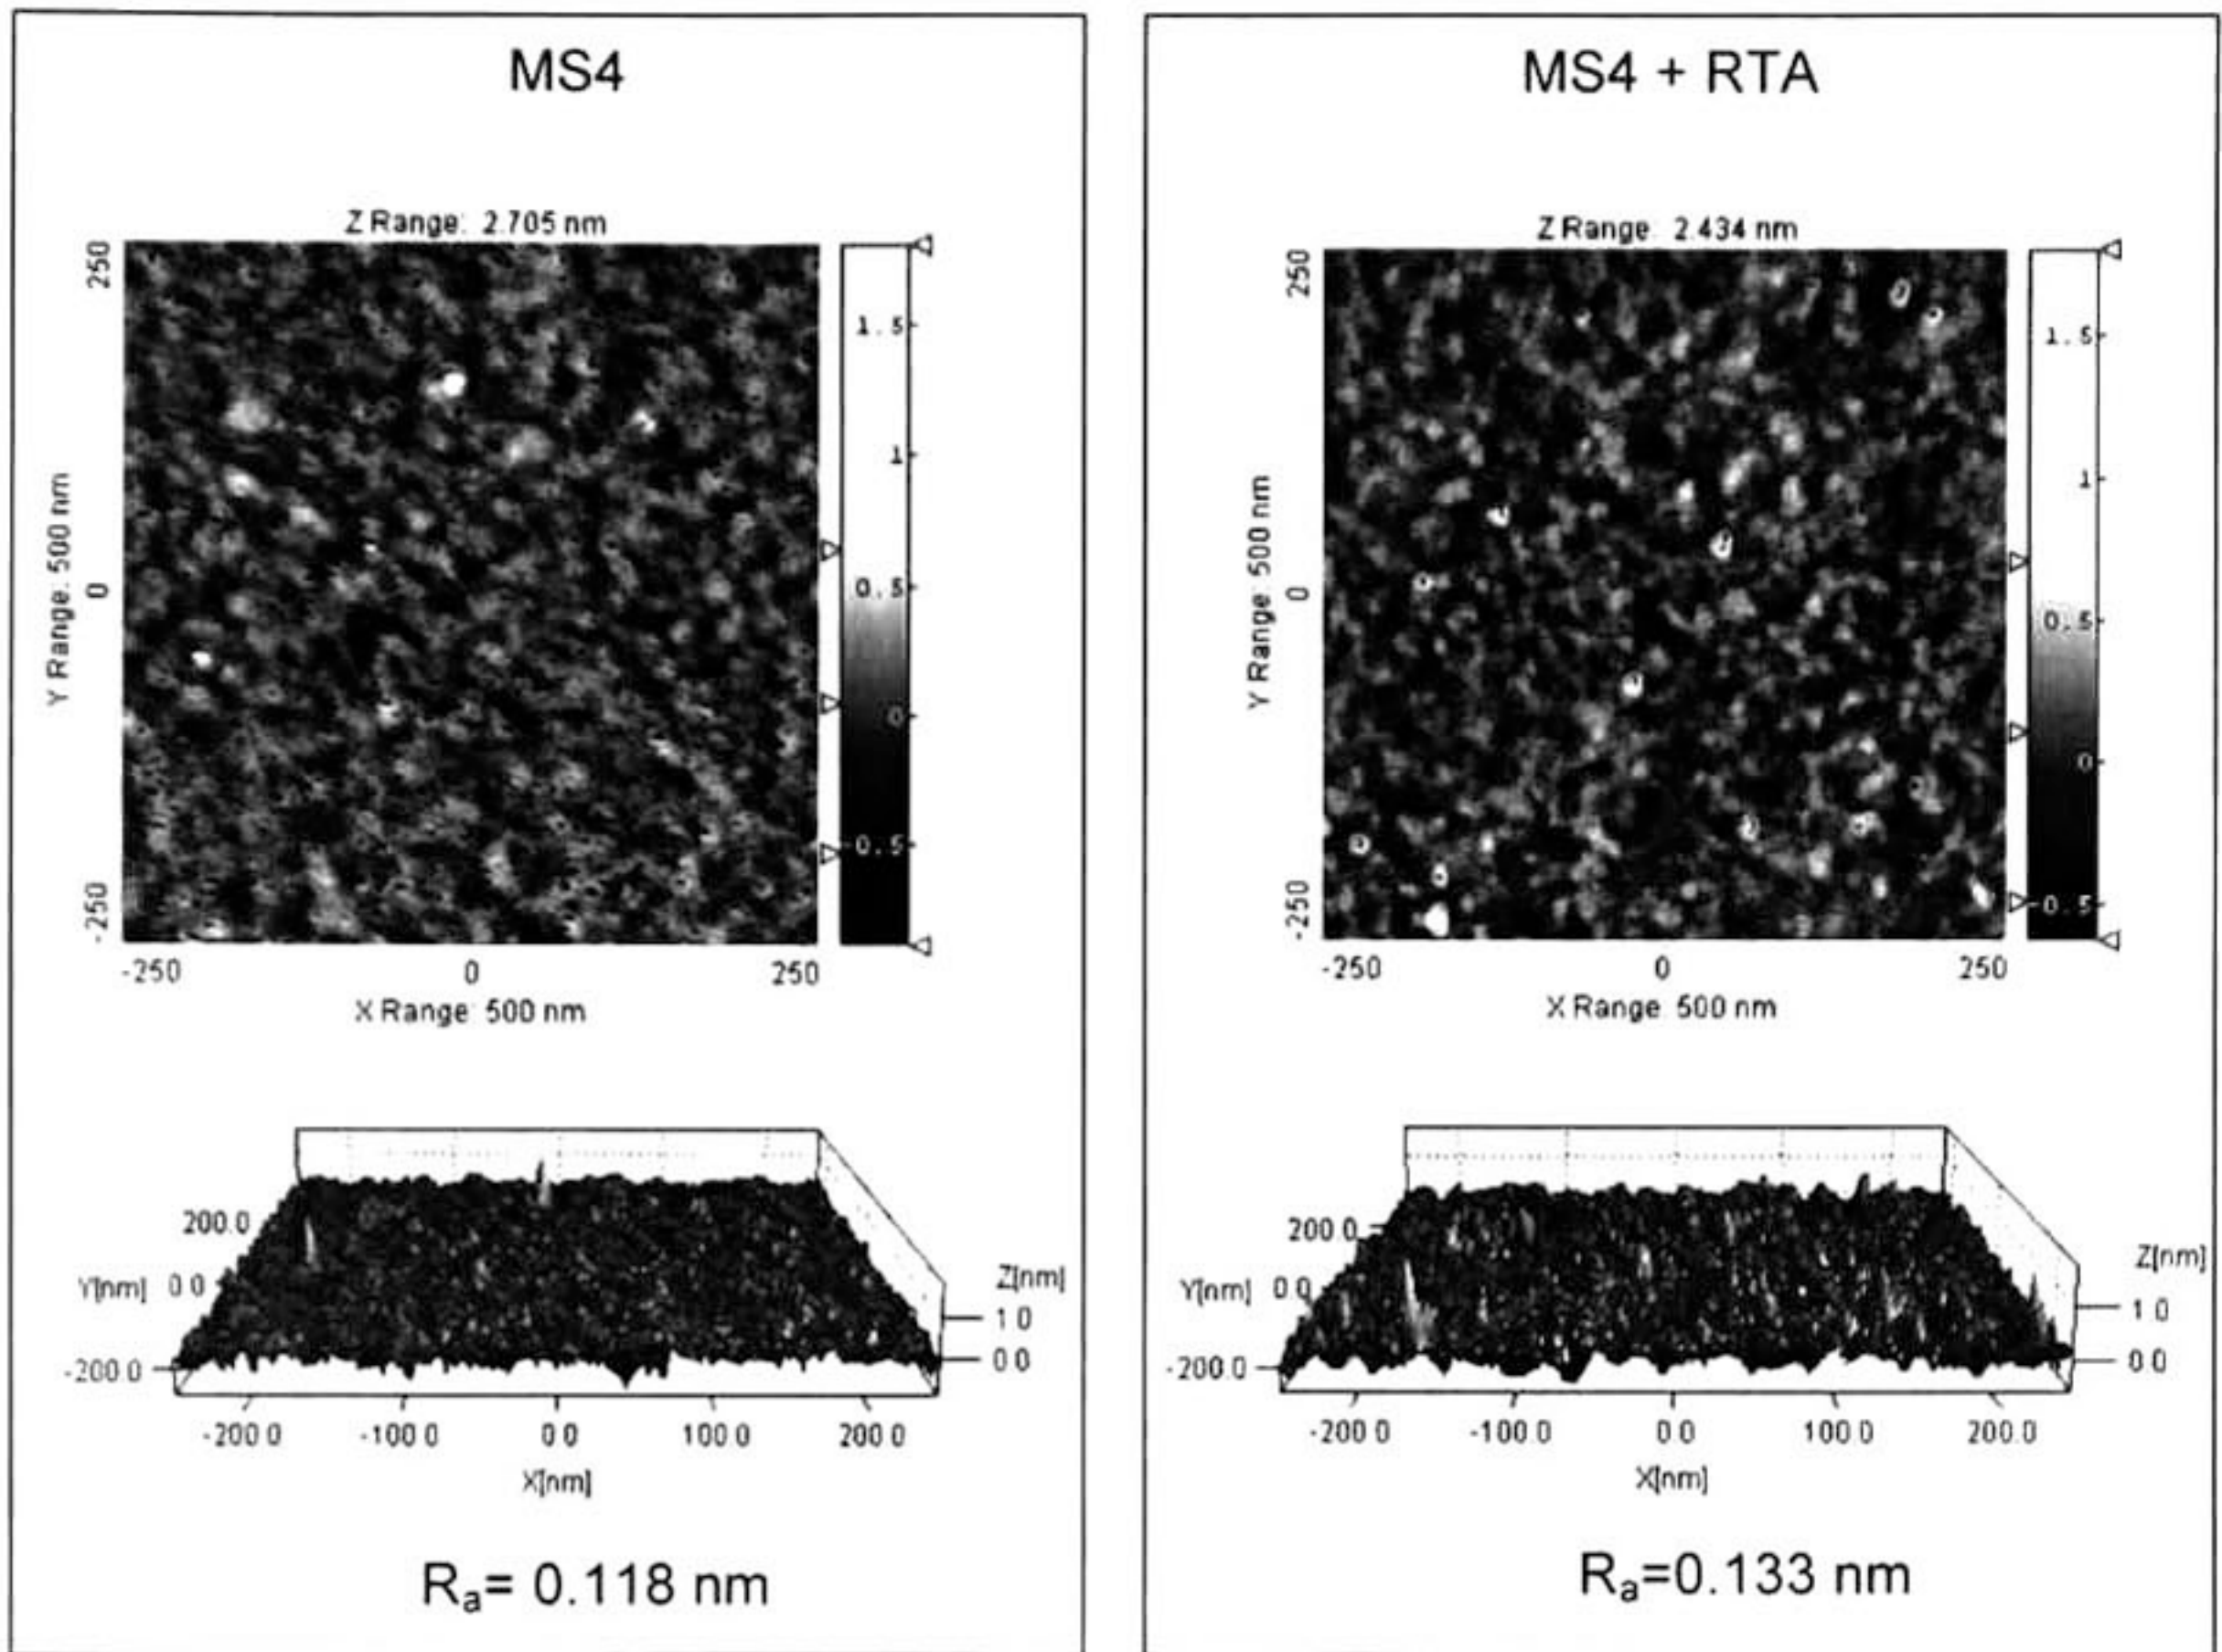 MS4
Z Range: 2.705 nm
250
1.5
1
Y Range: 500 nm
0.5
0
0
-0.5
-250
-250 0 250
X Range: 500 nm
200.0
Y[nm] 0 0
Z[nm]
1 0
0 0
-200.0
-200 0 -100 0 0 0 100 0 200 0
X[nm]
Ra= 0.118 nm
MS4 + RTA
Z Range: 2 434 nm
250
1.5
1
Y Range: 500 nm
0
0.5
0
-0.5
-250
-250 0 250
X Range 500 nm
200 0
Y[nm] 0 0
Z[nm]
1 0
0 0
-200.0
-200 0 -100.0 0 0 100 0 200.0
X[nm]
Ra=0.133 nm